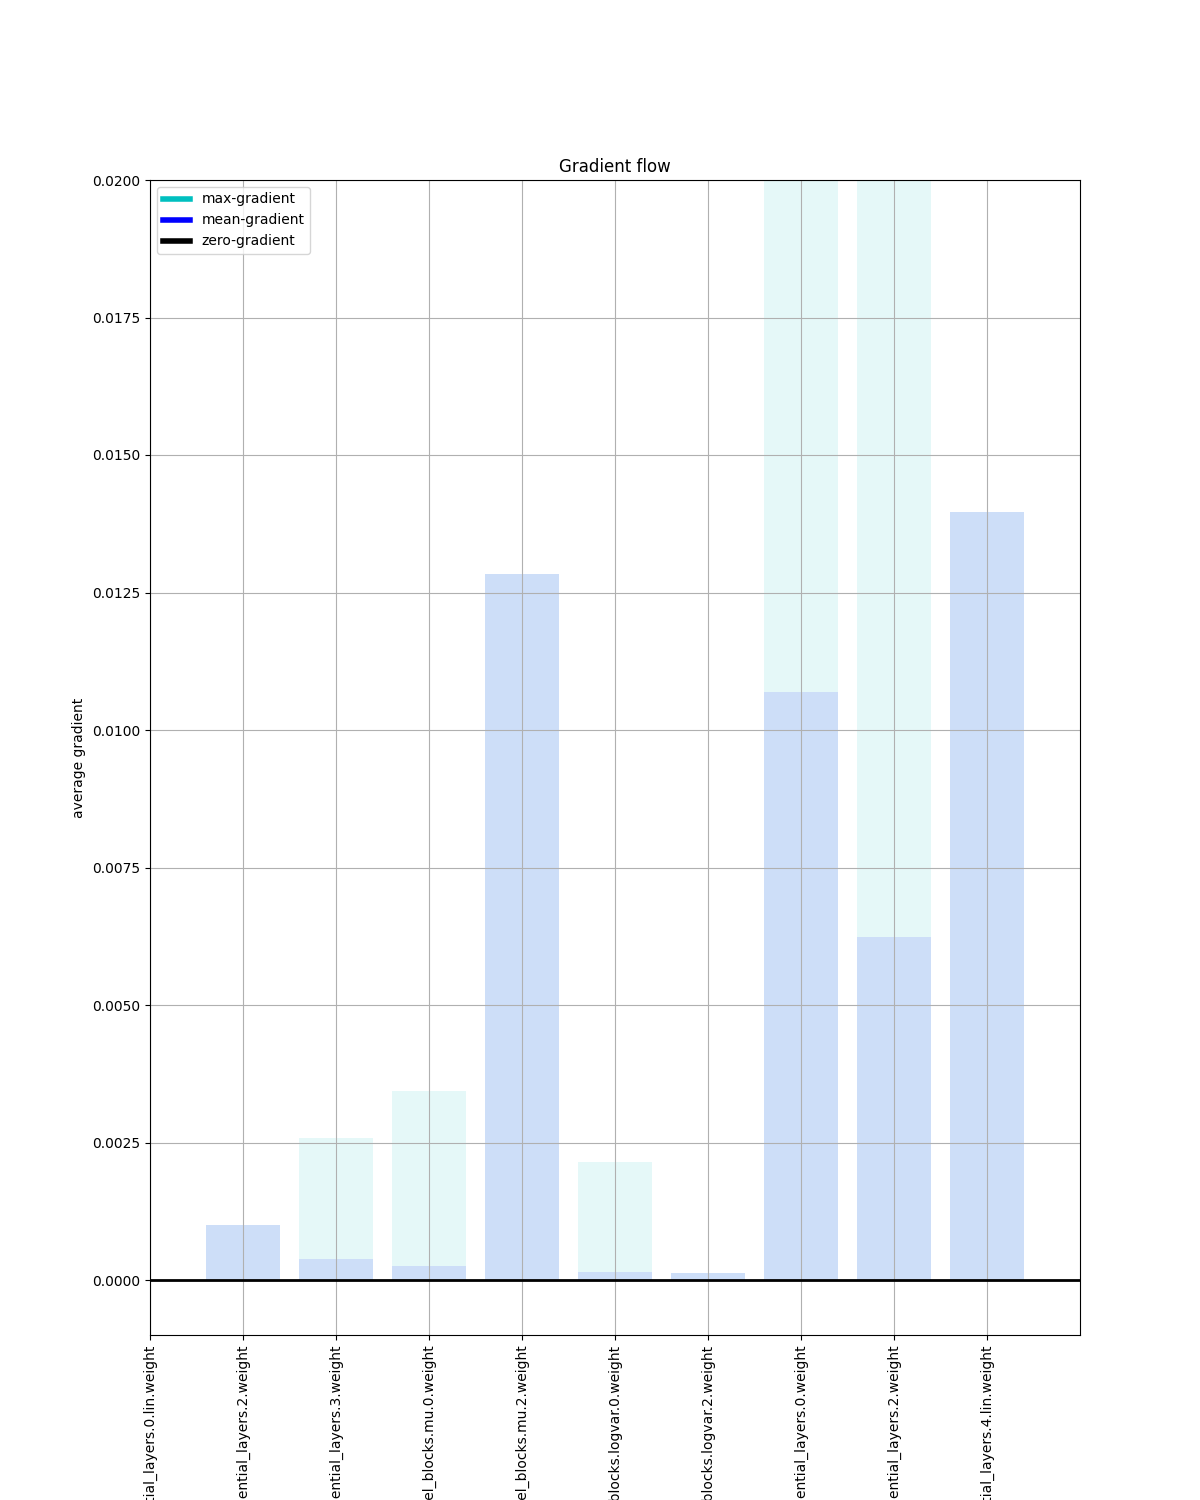 Gradient flow
max-gradient
mean-gradient
zero-gradient
0.0200
0.0175
0.0150
0.0125
0.0100
0.0075
0.0050
0.0025
0.0000
average gradient
tial_layers.0.lin.weight
ential_layers.2.weight
ential_layers.3.weight
el_blocks.mu.0.weight
el_blocks.mu.2.weight
blocks.logvar.0.weight
blocks.logvar.2.weight
ential_layers.0.weight
ential_layers.2.weight
tial_layers.4.lin.weight